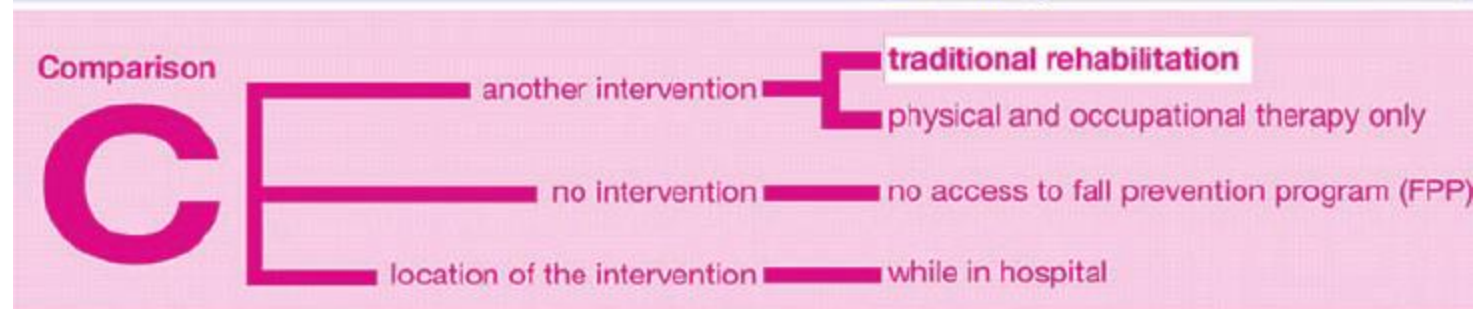 Comparison
C
another intervention
traditional rehabilitation
physical and occupational therapy only
no intervention
no access to fall prevention program (FPP)
location of the intervention
while in hospital